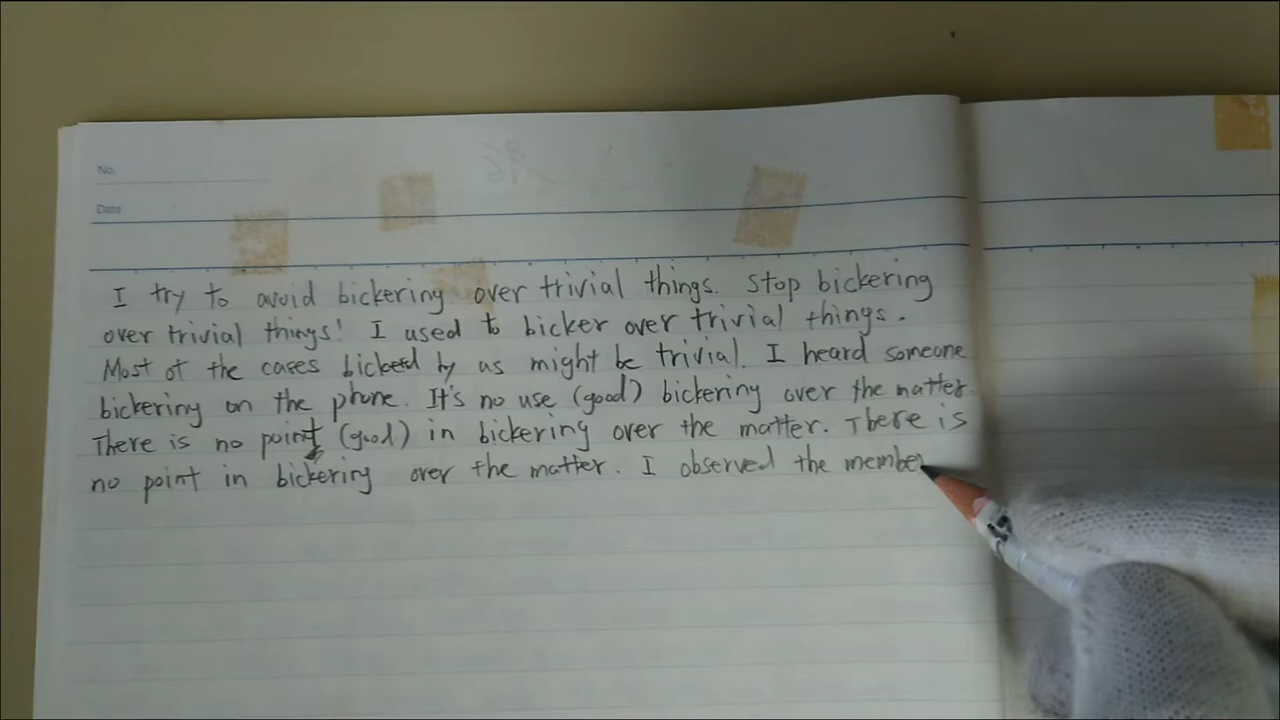 No.
Date
I try to avoid bickering over trivial things. Stop bickering
over trivial things! I used to bicker over trivial things.
Most of the cases bickered by us might be trivial. I heard someone
bickering on the phone. It's no use (good) bickering over the matter.
There is no point (good) in bickering over the matter. There is
no point in bickering over the matter. I observed the member